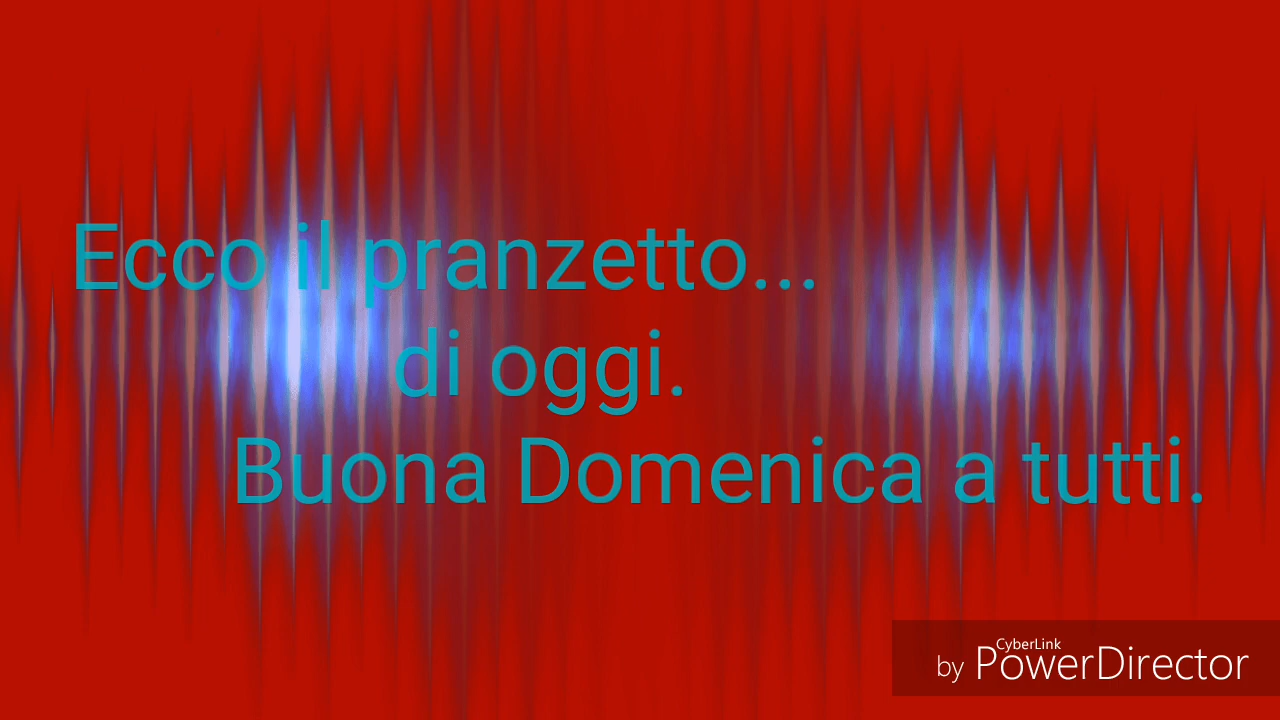 Ecco il pranzetto...
di oggi.
Buona Domenica a tutti.
CyberLink
by PowerDirector